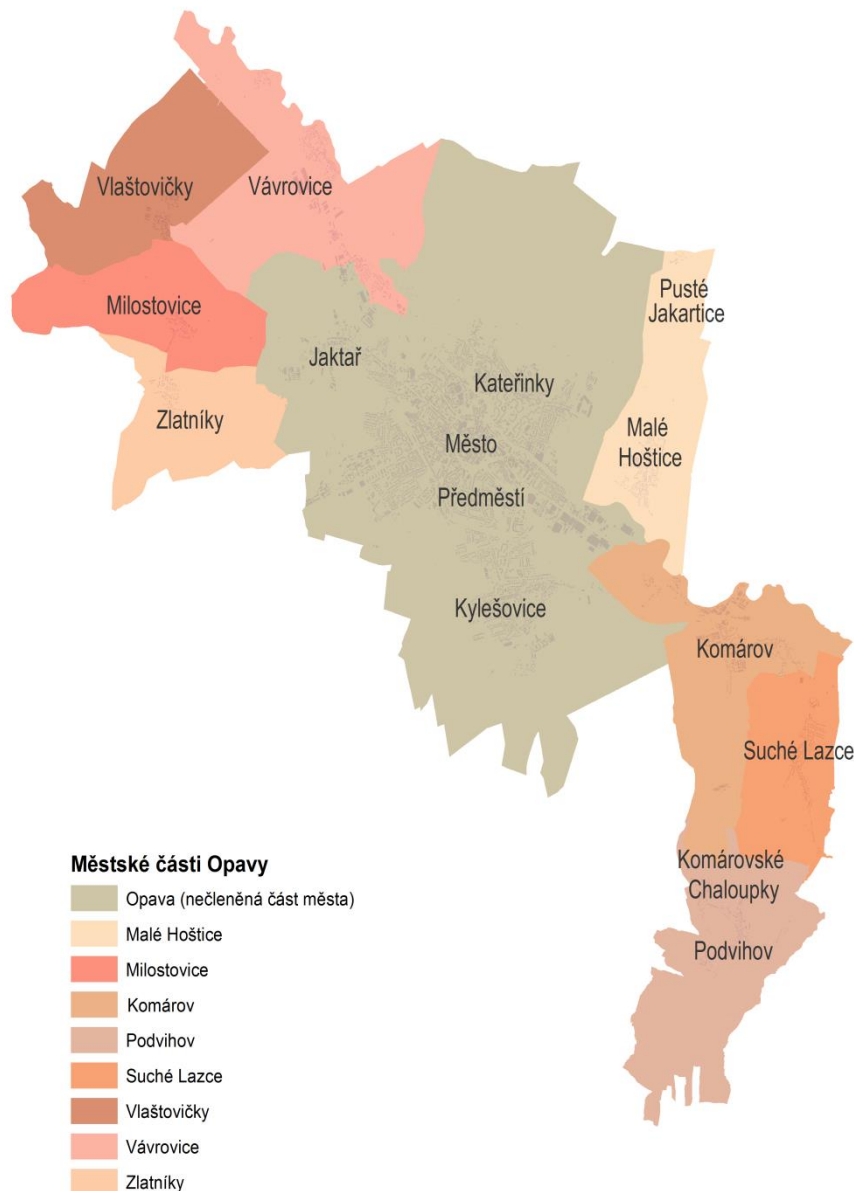 Vlaštovičky
Vávrovice
Milostovice
Pusté
Jakartice
Jaktař
Kateřinky
Zlatníky
Město
Malé
Hoštice
Předměstí
Kylešovice
Komárov
Suché Lazce
Komárovské
Chaloupky
Podvihov
Městské části Opavy
Opava (nečleněná část města)
Malé Hoštice
Milostovice
Komárov
Podvihov
Suché Lazce
Vlaštovičky
Vávrovice
Zlatníky